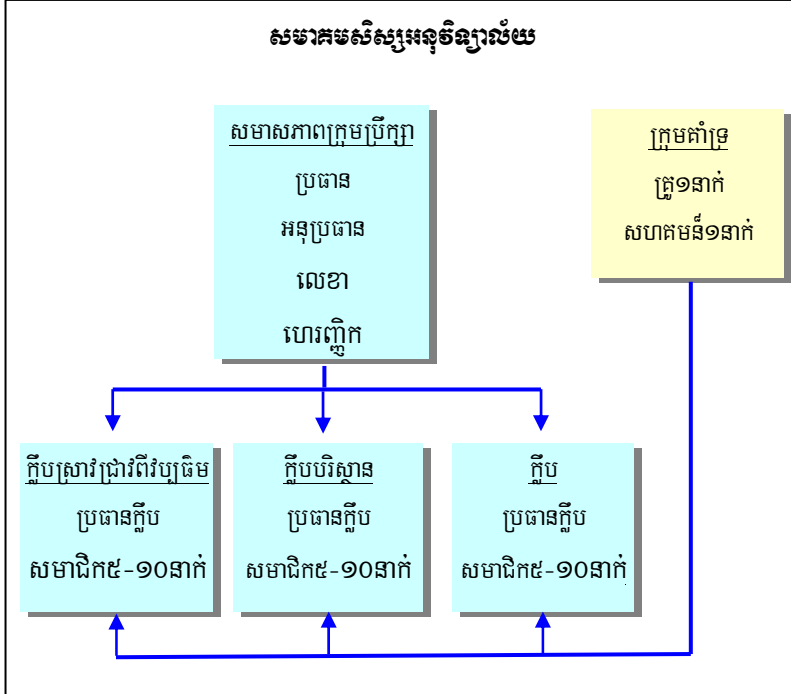 សមាគមសិស្សអនុវិទ្យាល័យ
សមាសភាពក្រុមប្រឹក្សា
ប្រធាន
អនុប្រធាន
លេខា
ហេរញ្ញិក
ក្រុមគាំទ្រ
គ្រូ១នាក់
សហគមន៏១នាក់
ក្លឹបស្រាវជ្រាវពីវប្បធិម
ប្រធានក្លឹប
សមាជិក៥-១០នាក់
ក្លឹបបរិស្ថាន
ប្រធានក្លឹប
សមាជិក៥-១០នាក់
ក្លឹប
ប្រធានក្លឹប
សមាជិក៥-១០នាក់